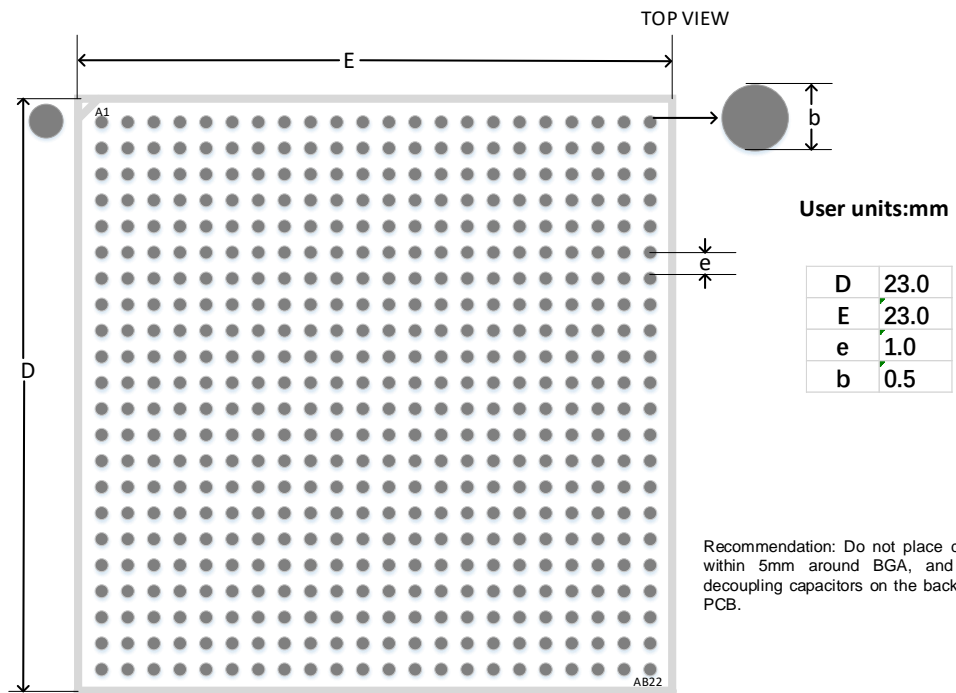 TOP VIEW
E
A1
b
User units:mm
e
D 23.0
E 23.0
e 1.0
b 0.5
D
Recommendation: Do not place
within 5mm around BGA, and
decoupling capacitors on the back
PCB.
AB22